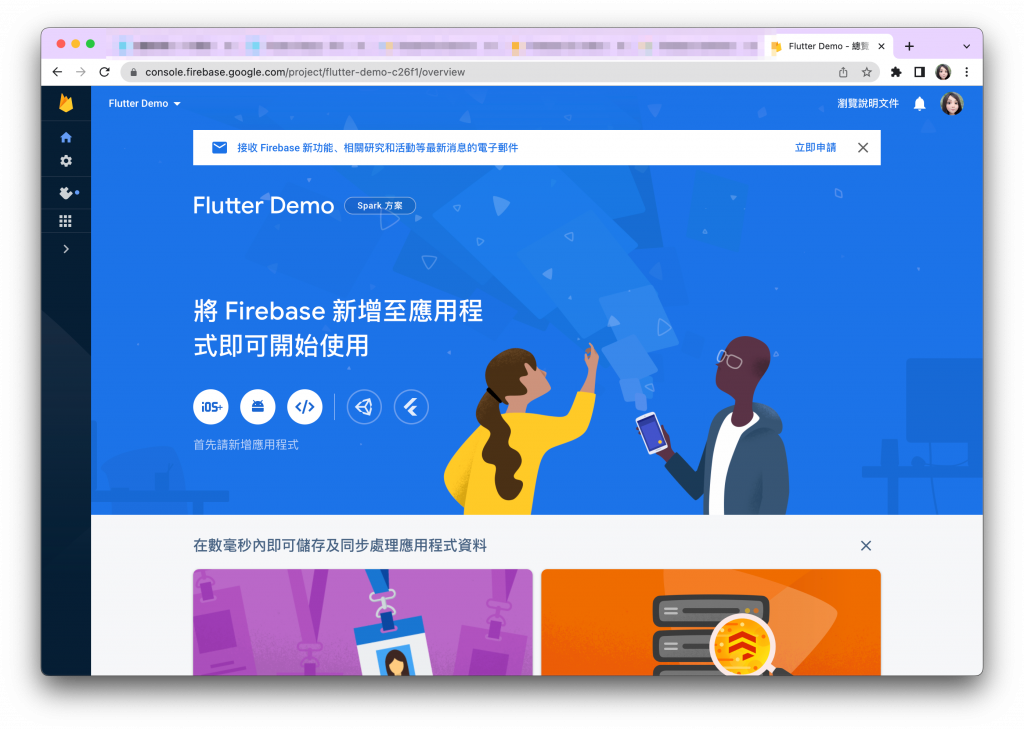 Flutter Demo - 總覽
console.firebase.google.com/project/flutter-demo-c26f1/overview
Flutter Demo
瀏覽說明文件
接收 Firebase 新功能、相關研究和活動等最新消息的電子郵件
立即申請
Flutter Demo
Spark 方案
將 Firebase 新增至應用程
式即可開始使用
iOS+
首先請新增應用程式
在數毫秒內即可儲存及同步處理應用程式資料